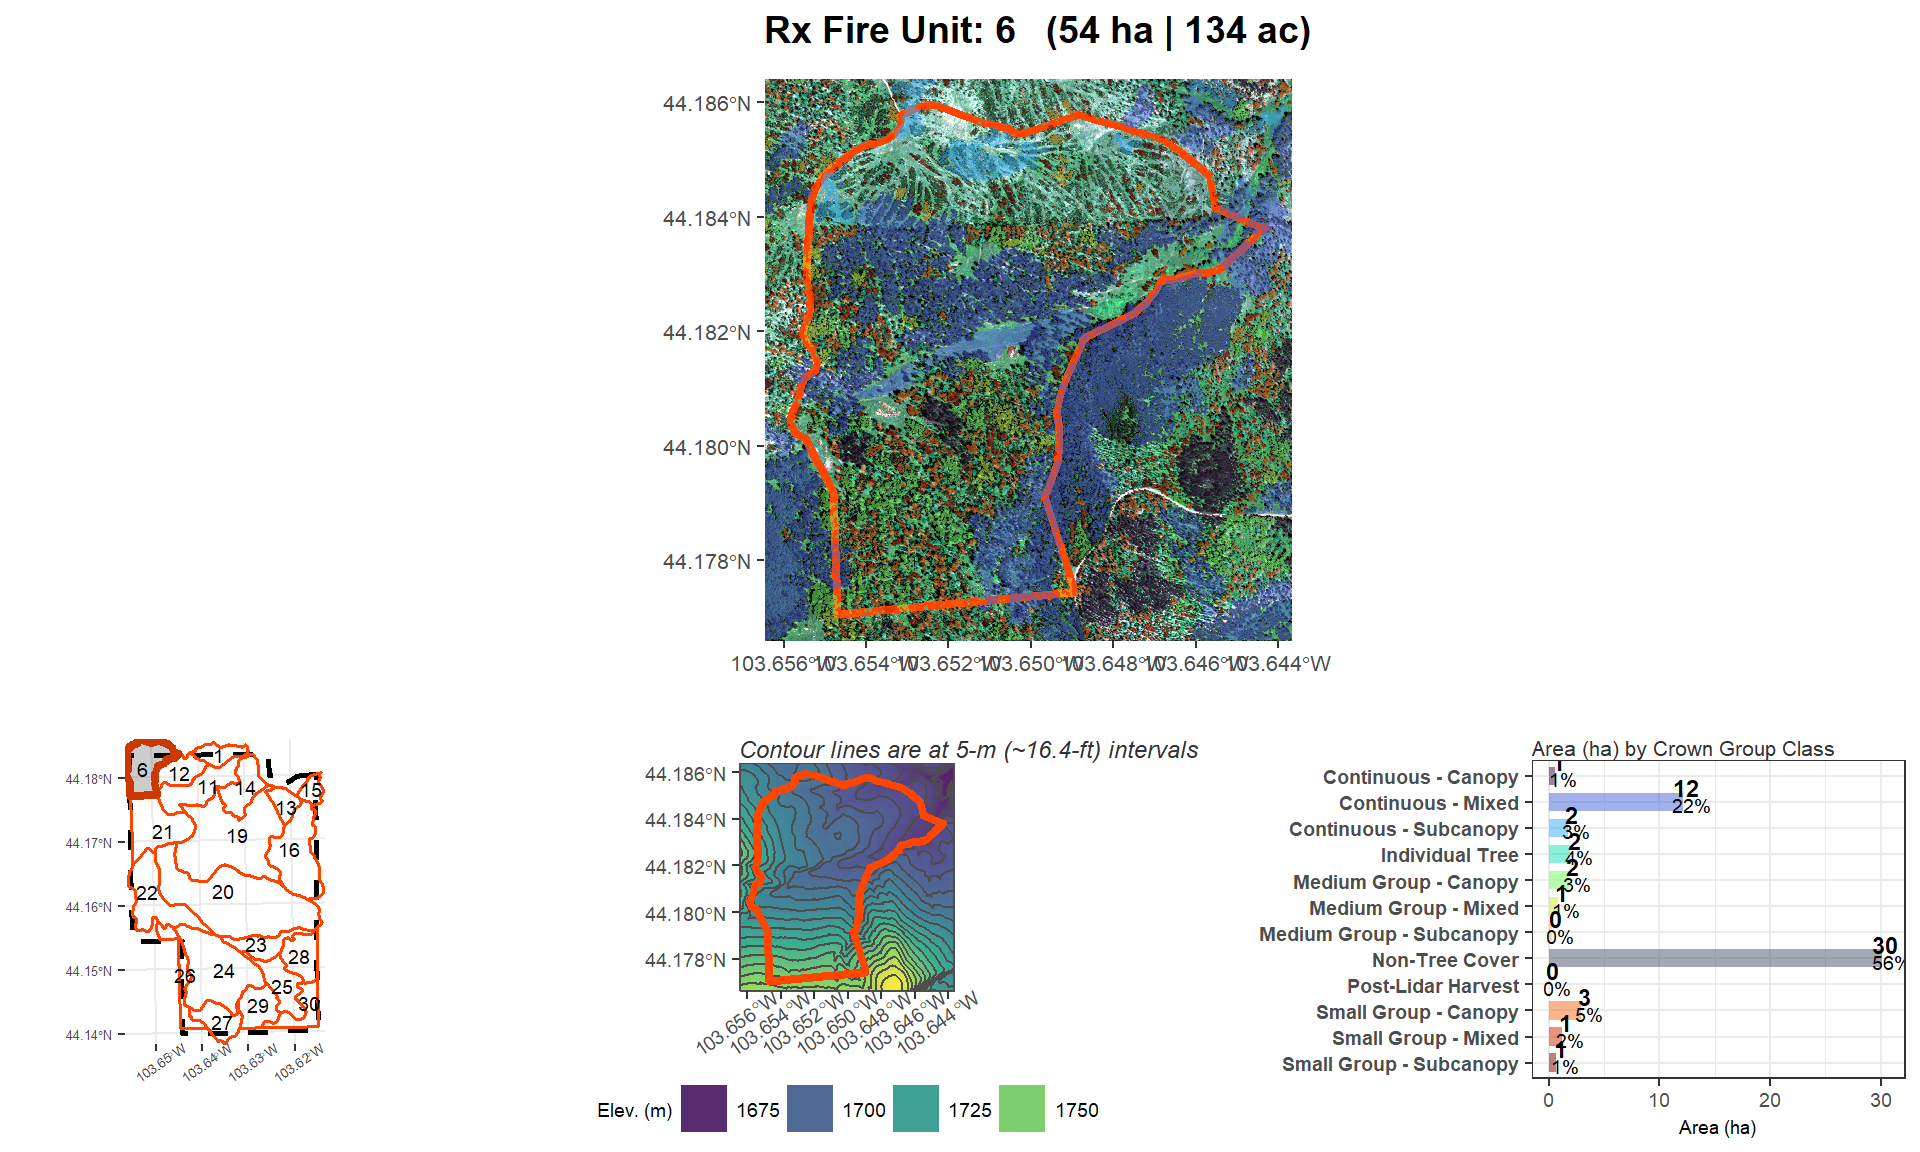 Rx Fire Unit: 6 (54 ha | 134 ac)
44.186°N
44.184°N
44.182°N
44.180°N
44.178°N
103.656°W 103.654°W 103.652°W 103.650°W 103.648°W 103.646°W 103.644°W
44.18°N
44.17°N
44.16°N
44.15°N
44.14°N
103.65°W 103.64°W 103.63°W 103.62°W
1
6
12
11
14
15
13
21
19
16
22
20
23
28
26
24
25
29
30
27
Contour lines are at 5-m (~16.4-ft) intervals
44.186°N
44.184°N
44.182°N
44.180°N
44.178°N
103.656°W 103.654°W 103.652°W 103.650°W 103.648°W 103.646°W 103.644°W
Elev. (m) 1675 1700 1725 1750
Area (ha) by Crown Group Class
Continuous - Canopy 1 1%
Continuous - Mixed 12 22%
Continuous - Subcanopy 2 3%
Individual Tree 2 4%
Medium Group - Canopy 2 3%
Medium Group - Mixed 1 1%
Medium Group - Subcanopy 0 0%
Non-Tree Cover 30 56%
Post-Lidar Harvest 0 0%
Small Group - Canopy 3 5%
Small Group - Mixed 1 2%
Small Group - Subcanopy 1 1%
0 10 20 30
Area (ha)